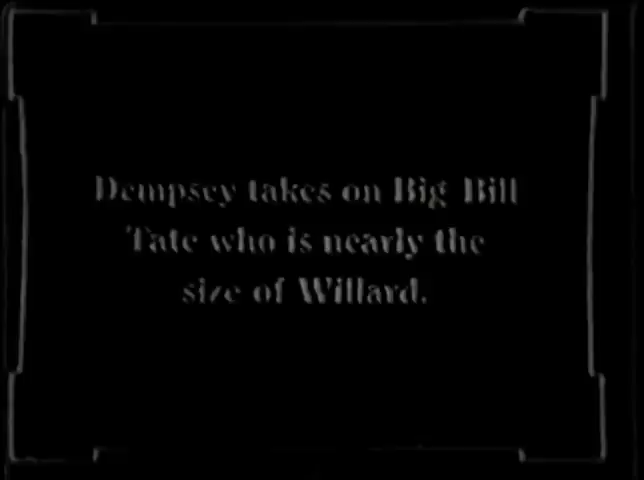 Dempsey takes on Big Bill
Tate who is nearly the
size of Willard.